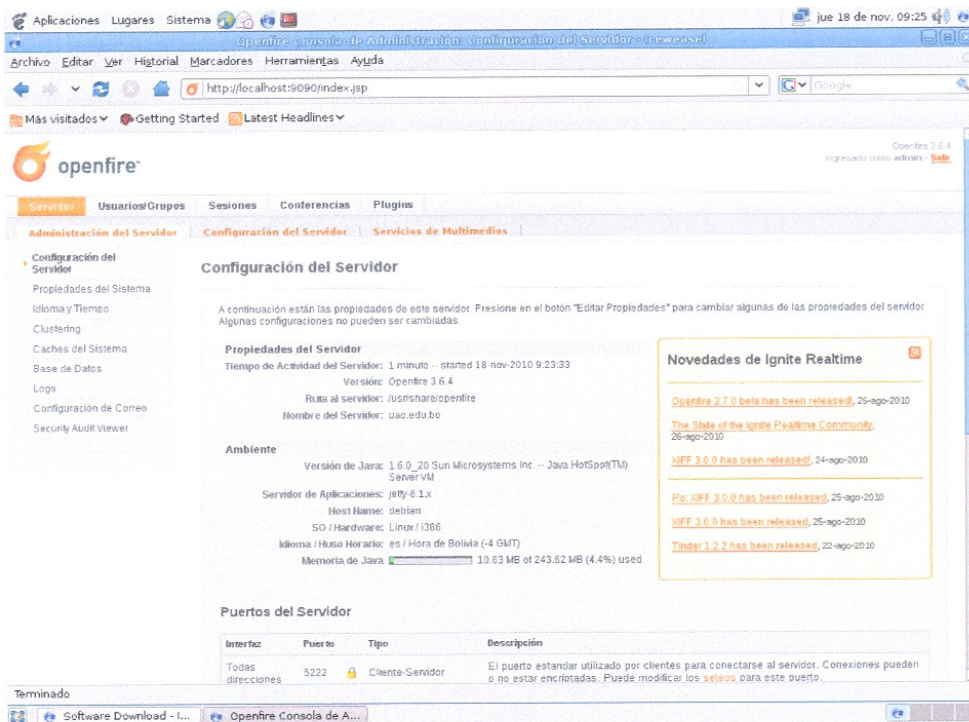 Aplicaciones Lugares Sistema
jue 18 de nov, 09:25
Openfire Consola de Administración: Configuración del Servidor - Iceweasel
Archivo Editar Ver Historial Marcadores Herramientas Ayuda
http://localhost:9090/index.jsp
Google
Más visitados Getting Started Latest Headlines
Openfire 3.6.4
openfire
Ingresado como admin - Salir
Servidor Usuarios/Grupos Sesiones Conferencias Plugins
Administración del Servidor Configuración del Servidor Servicios de Multimedios
Configuración del Servidor
Propiedades del Sistema
Idioma y Tiempo
Clustering
Caches del Sistema
Base de Datos
Logs
Configuración de Correo
Security Audit Viewer
Configuración del Servidor
A continuación están las propiedades de este servidor. Presione en el botón "Editar Propiedades" para cambiar algunas de las propiedades del servidor.
Algunas configuraciones no pueden ser cambiadas.
Propiedades del Servidor
Tiempo de Actividad del Servidor: 1 minuto -- started 18-nov-2010 9:23:33
Versión: Openfire 3.6.4
Ruta al servidor: /usr/share/openfire
Nombre del Servidor: uao.edu.bo
Ambiente
Versión de Java: 1.6.0_20 Sun Microsystems Inc. -- Java HotSpot(TM)
Server VM
Servidor de Aplicaciones: jetty-6.1.x
Host Name: debian
SO / Hardware: Linux / i386
Idioma / Huso Horario: es / Hora de Bolivia (-4 GMT)
Memoria de Java 10.63 MB of 243.62 MB (4.4%) used
Novedades de Ignite Realtime
Openfire 3.7.0 beta has been released!, 26-ago-2010
The State of the Ignite Realtime Community,
26-ago-2010
XIFF 3.0.0 has been released!, 24-ago-2010
Re: XIFF 3.0.0 has been released, 25-ago-2010
XIFF 3.0.0 has been released, 25-ago-2010
Tinder 1.2.2 has been released, 22-ago-2010
Puertos del Servidor
Interfaz Puerto Tipo Descripción
Todas direcciones 5222 Cliente-Servidor El puerto estandar utilizado por clientes para conectarse al servidor. Conexiones pueden
o no estar encriptadas. Puede modificar los seteos para este puerto.
Terminado
Software Download - I... Openfire Consola de A...